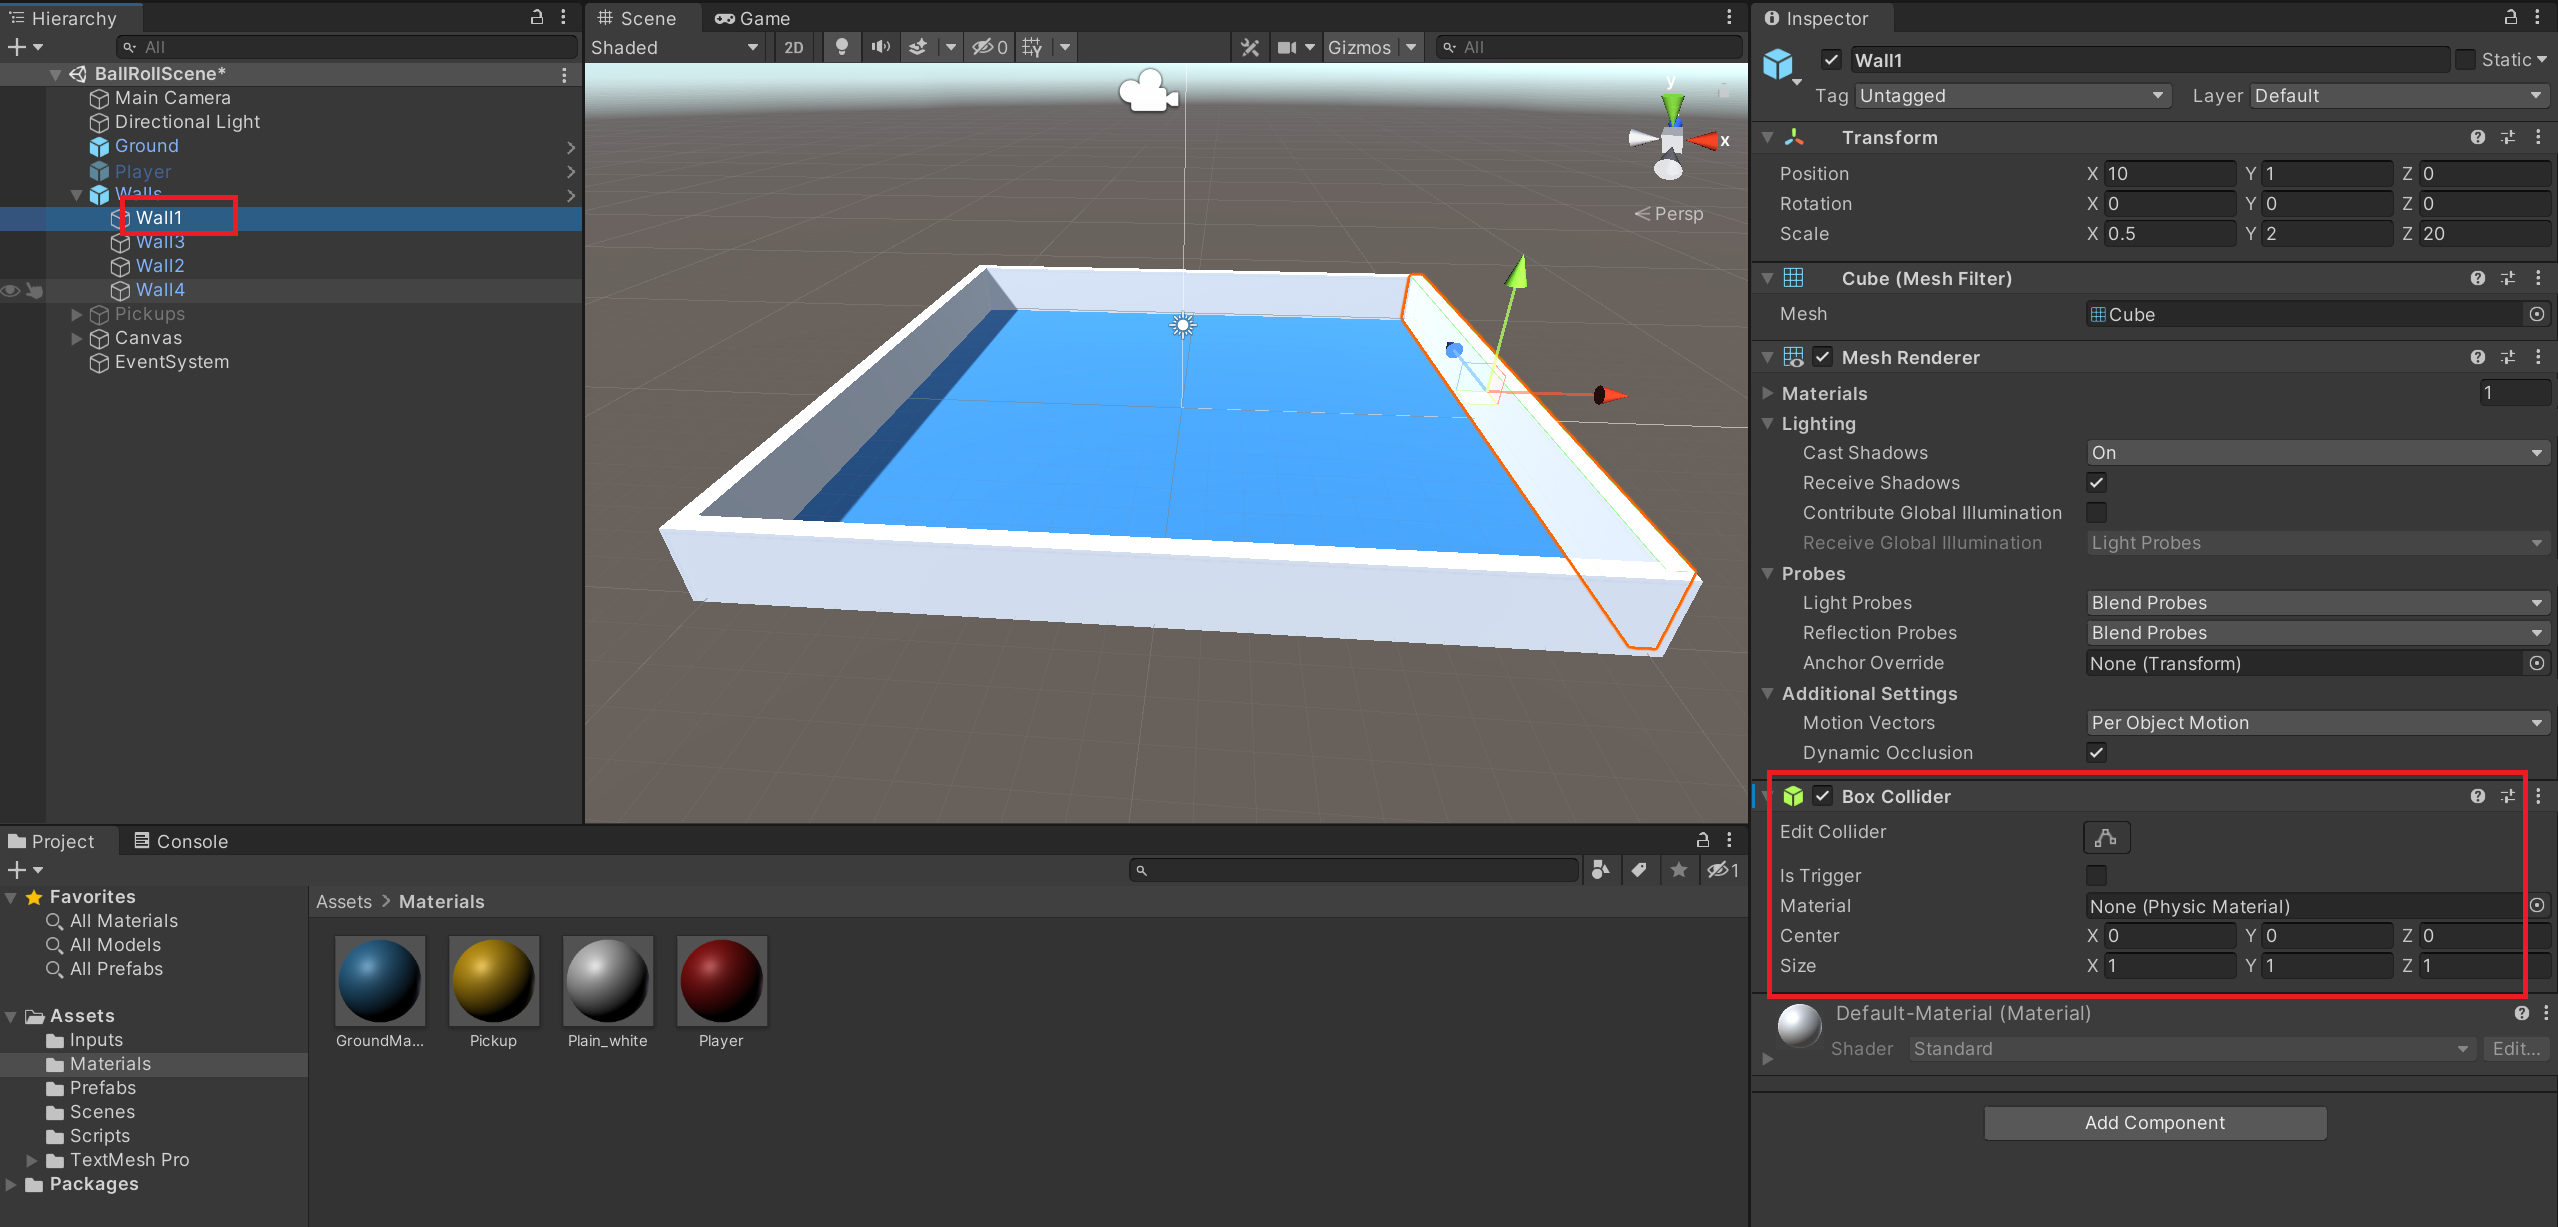 Hierarchy
All
BallRollScene*
Main Camera
Directional Light
Ground
Player
Walls
Wall1
Wall3
Wall2
Wall4
Pickups
Canvas
EventSystem
Scene
Game
Shaded
2D
0
Gizmos
All
y
x
Persp
Inspector
Wall1
Static
Tag Untagged
Layer Default
Transform
Position X 10 Y 1 Z 0
Rotation X 0 Y 0 Z 0
Scale X 0.5 Y 2 Z 20
Cube (Mesh Filter)
Mesh Cube
Mesh Renderer
Materials 1
Lighting
Cast Shadows On
Receive Shadows
Contribute Global Illumination
Receive Global Illumination Light Probes
Probes
Light Probes Blend Probes
Reflection Probes Blend Probes
Anchor Override None (Transform)
Additional Settings
Motion Vectors Per Object Motion
Dynamic Occlusion
Box Collider
Edit Collider
Is Trigger
Material None (Physic Material)
Center X 0 Y 0 Z 0
Size X 1 Y 1 Z 1
Default-Material (Material)
Shader Standard Edit...
Add Component
Project
Console
1
Favorites
All Materials
All Models
All Prefabs
Assets
Inputs
Materials
Prefabs
Scenes
Scripts
TextMesh Pro
Packages
Assets > Materials
GroundMa...
Pickup
Plain_white
Player